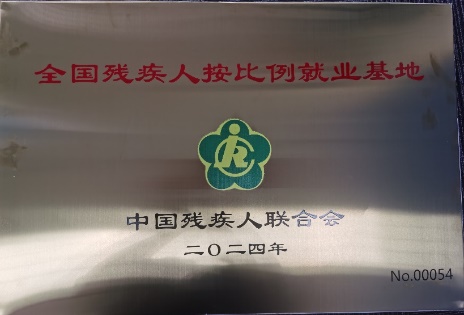 全国残疾人按比例就业基地
中国残疾人联合会
二〇二四年
No.00054